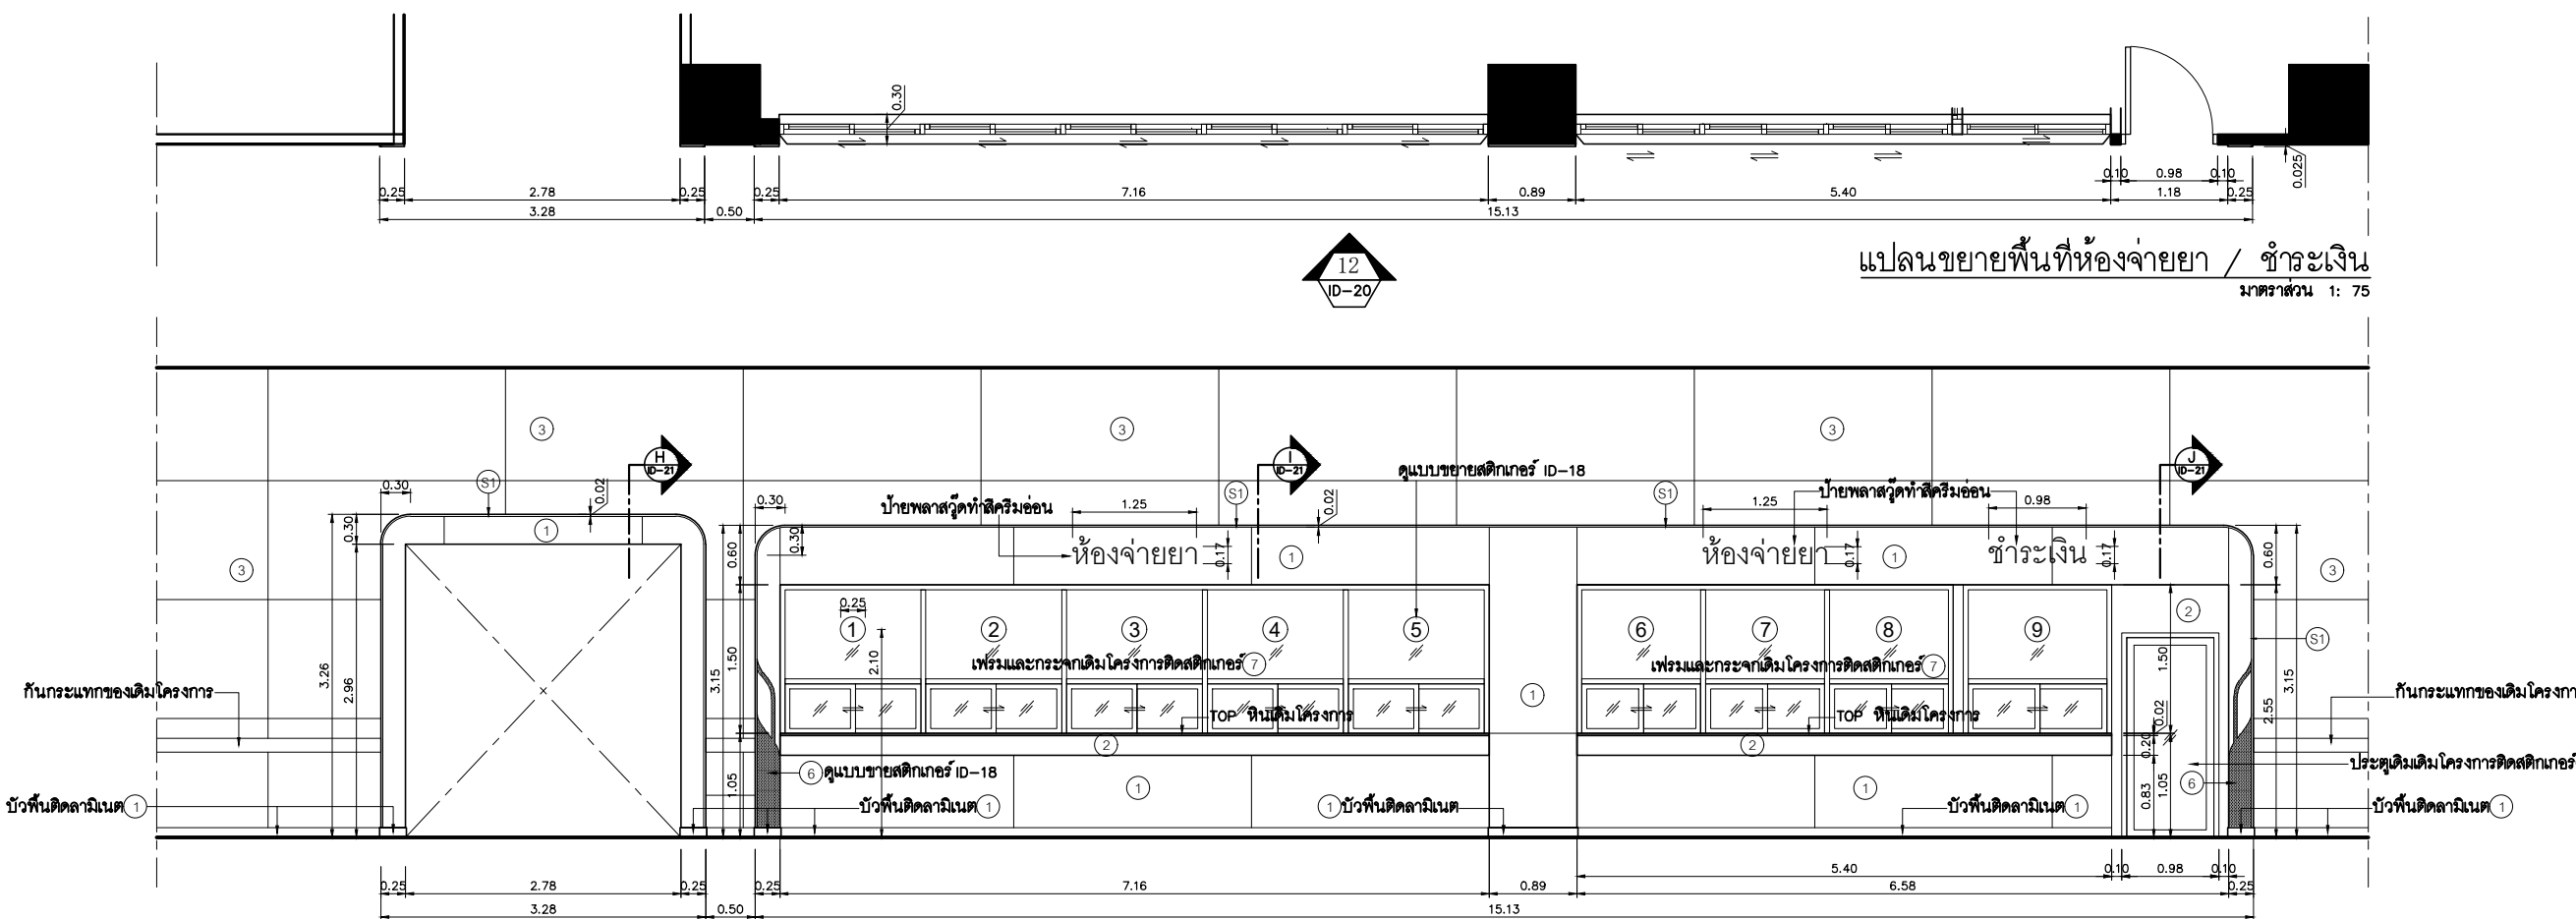 0.30
0.025
0.25 2.78 0.25 0.25 7.16 0.89 5.40 0.10 0.98 0.10
1.18 0.25
3.28 0.50 15.13
12
ID-20
แปลนขยายพื้นที่ห้องจ่ายยา / ชำระเงิน
มาตราส่วน 1: 75
3 3 3
H
ID-21
I
ID-21
J
ID-21
ดูแบบขยายสติกเกอร์ ID-18
0.30 S1 0.02 0.30 S1 0.02 S1
ป้ายพลาสวู๊ดทำสีครีมอ่อน 1.25
1.25 ป้ายพลาสวู๊ดทำสีครีมอ่อน 0.98
0.30 1 0.60 0.30
ห้องจ่ายยา 0.17 1
ห้องจ่ายยา 0.17 1 ชำระเงิน 0.17 0.60
3 3
0.25
1 2 3 4 5 6 7 8 9 2
S1
3.26 2.96 3.15 1.50 2.10 1.50 2.55 3.15
เฟรมและกระจกเดิมโครงการติดสติกเกอร์ 7
เฟรมและกระจกเดิมโครงการติดสติกเกอร์ 7
กันกระแทกของเดิมโครงการ
กันกระแทกของเดิมโครงกา
1
TOP หินเดิมโครงการ
TOP หินเดิมโครงการ
0.02
2 2 0.20
ประตูเดิมเดิมโครงการติดสติกเกอร์
6 ดูแบบขายสติกเกอร์ ID-18
1.05 1 1 0.83 1.05 6
บัวพื้นติดลามิเนต 1
บัวพื้นติดลามิเนต 1
1 บัวพื้นติดลามิเนต
บัวพื้นติดลามิเนต 1
บัวพื้นติดลามิเนต 1
5.40 0.10 0.98 0.10
0.25 2.78 0.25 0.25 7.16 0.89 6.58 0.25
3.28 0.50 15.13